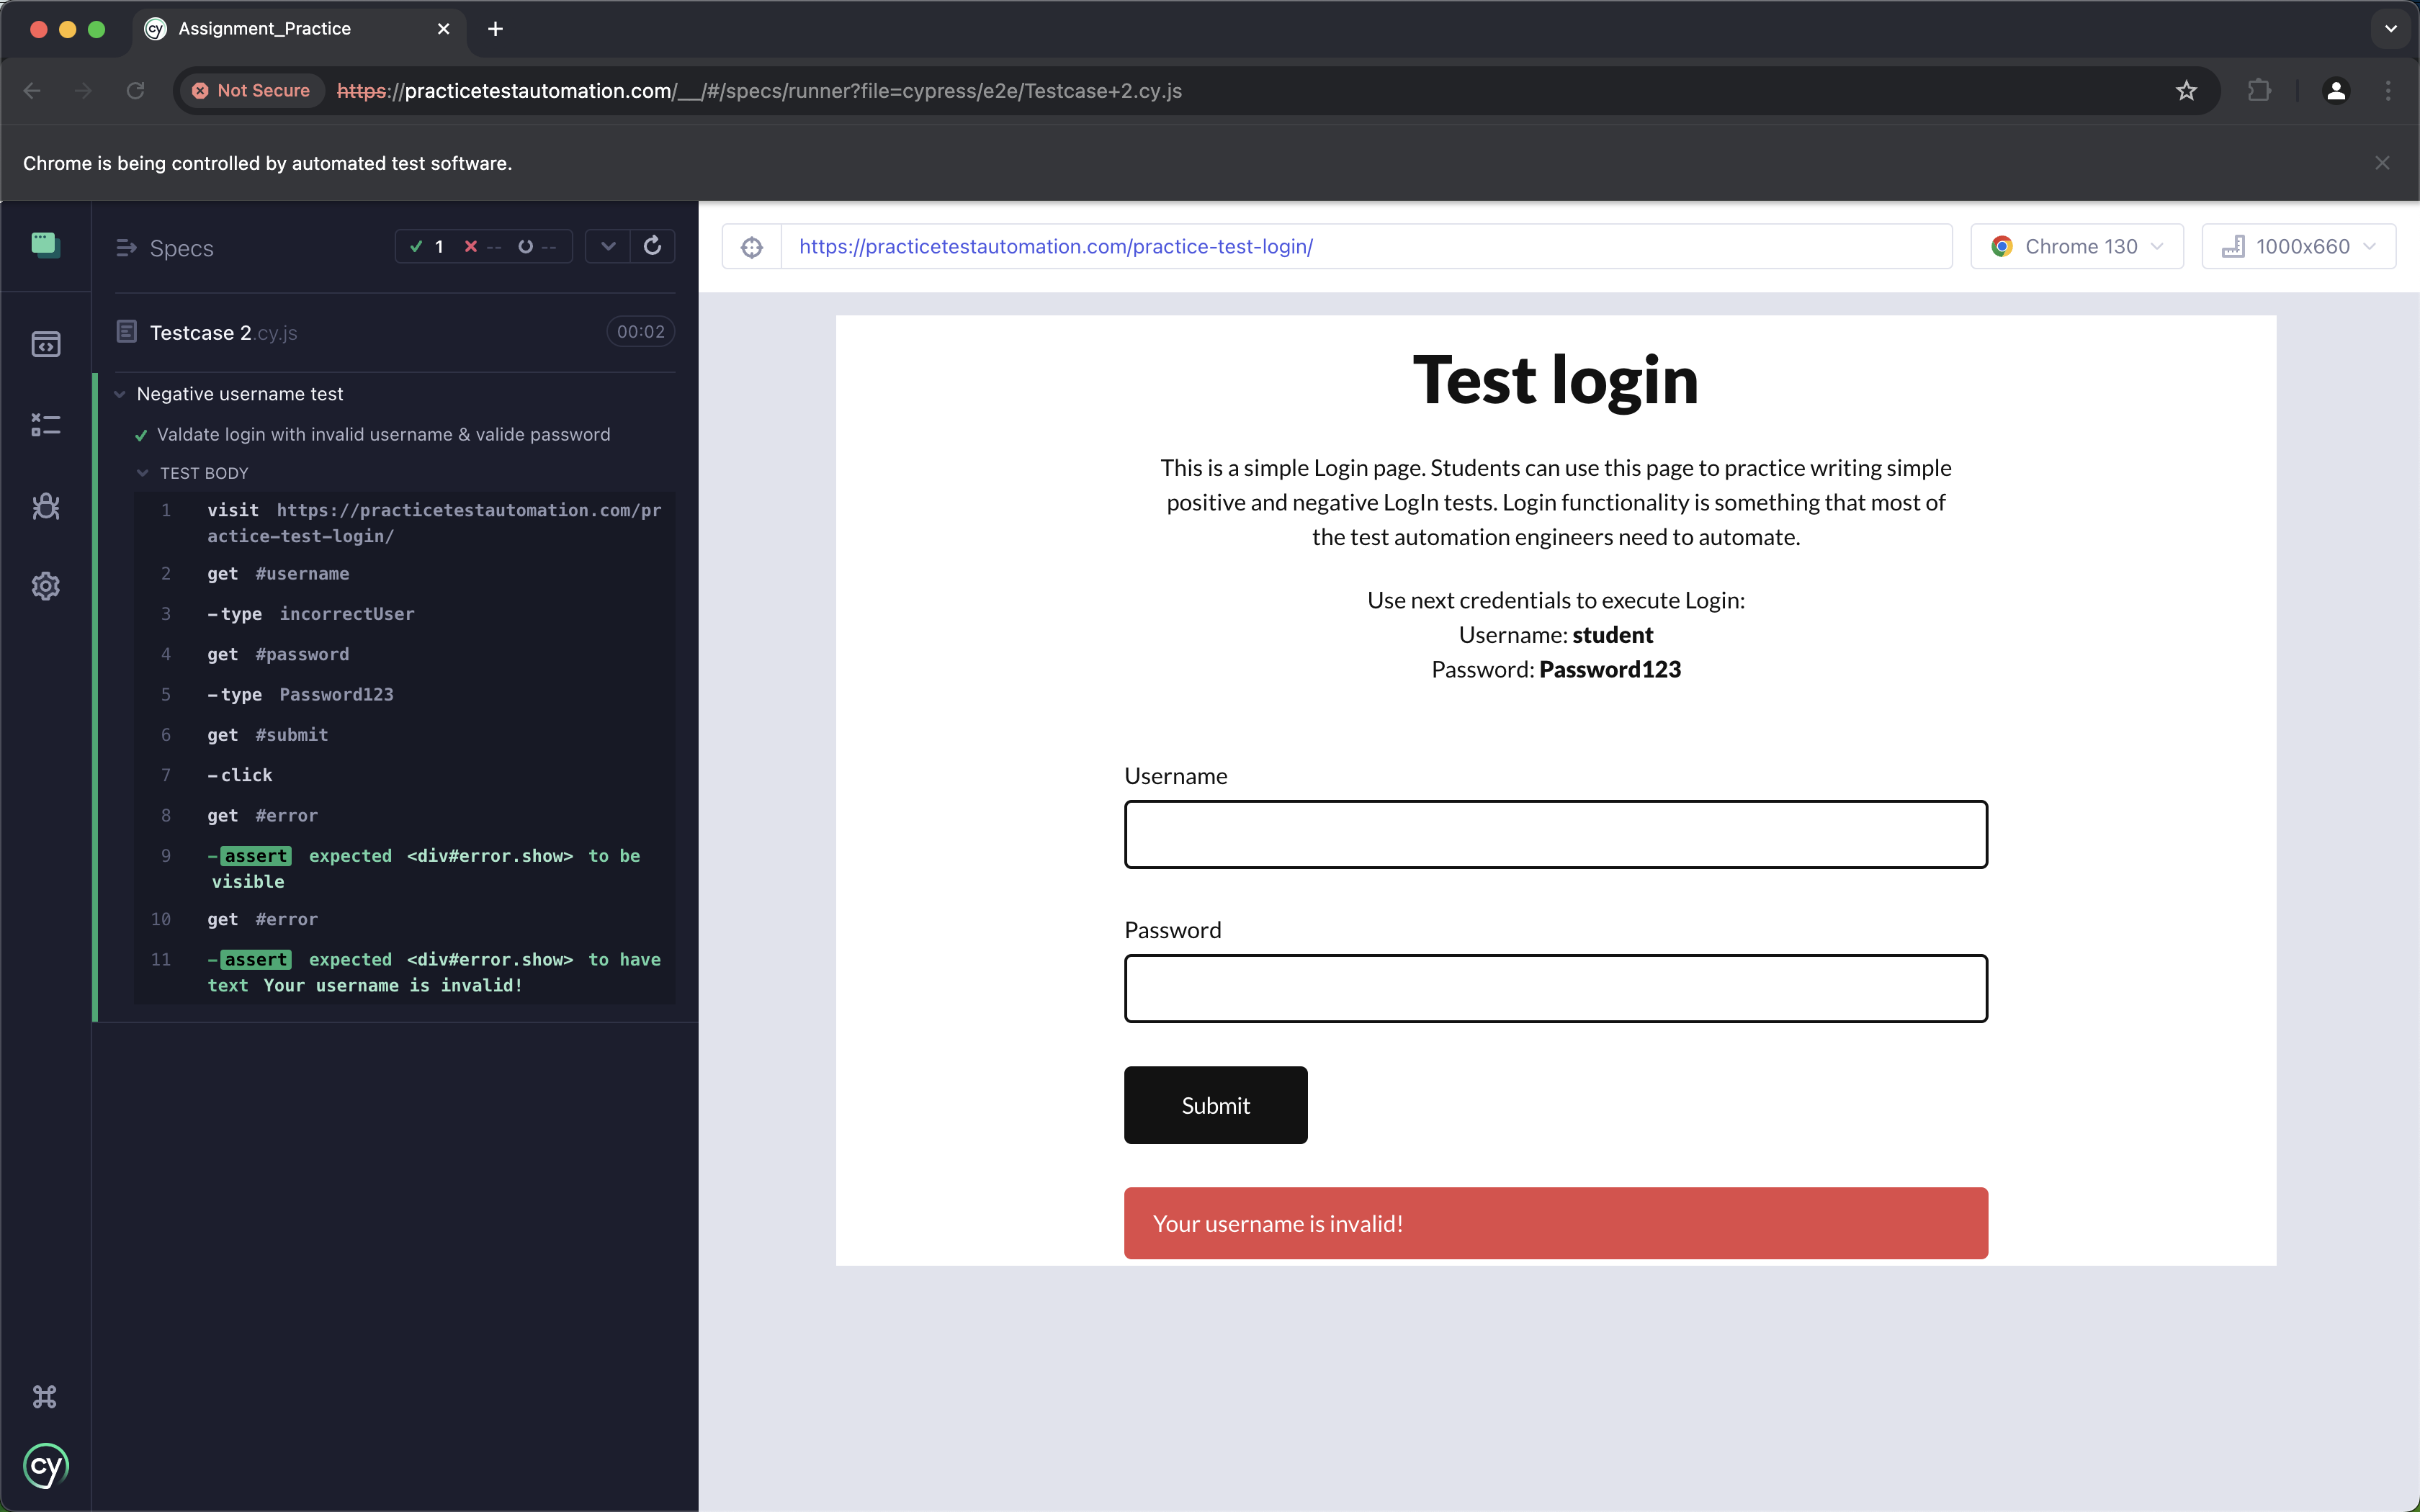 Assignment_Practice
Not Secure https://practicetestautomation.com/__/#/specs/runner?file=cypress/e2e/Testcase+2.cy.js
Chrome is being controlled by automated test software.
Specs
1 -- --
Testcase 2.cy.js
00:02
Negative username test
Valdate login with invalid username & valide password
TEST BODY
1 visit https://practicetestautomation.com/pr
actice-test-login/
2 get #username
3 -type incorrectUser
4 get #password
5 -type Password123
6 get #submit
7 -click
8 get #error
9 -assert expected <div#error.show> to be
visible
10 get #error
11 -assert expected <div#error.show> to have
text Your username is invalid!
cy
https://practicetestautomation.com/practice-test-login/
Chrome 130
1000x660
Test login
This is a simple Login page. Students can use this page to practice writing simple
positive and negative LogIn tests. Login functionality is something that most of
the test automation engineers need to automate.
Use next credentials to execute Login:
Username: student
Password: Password123
Username
Password
Submit
Your username is invalid!